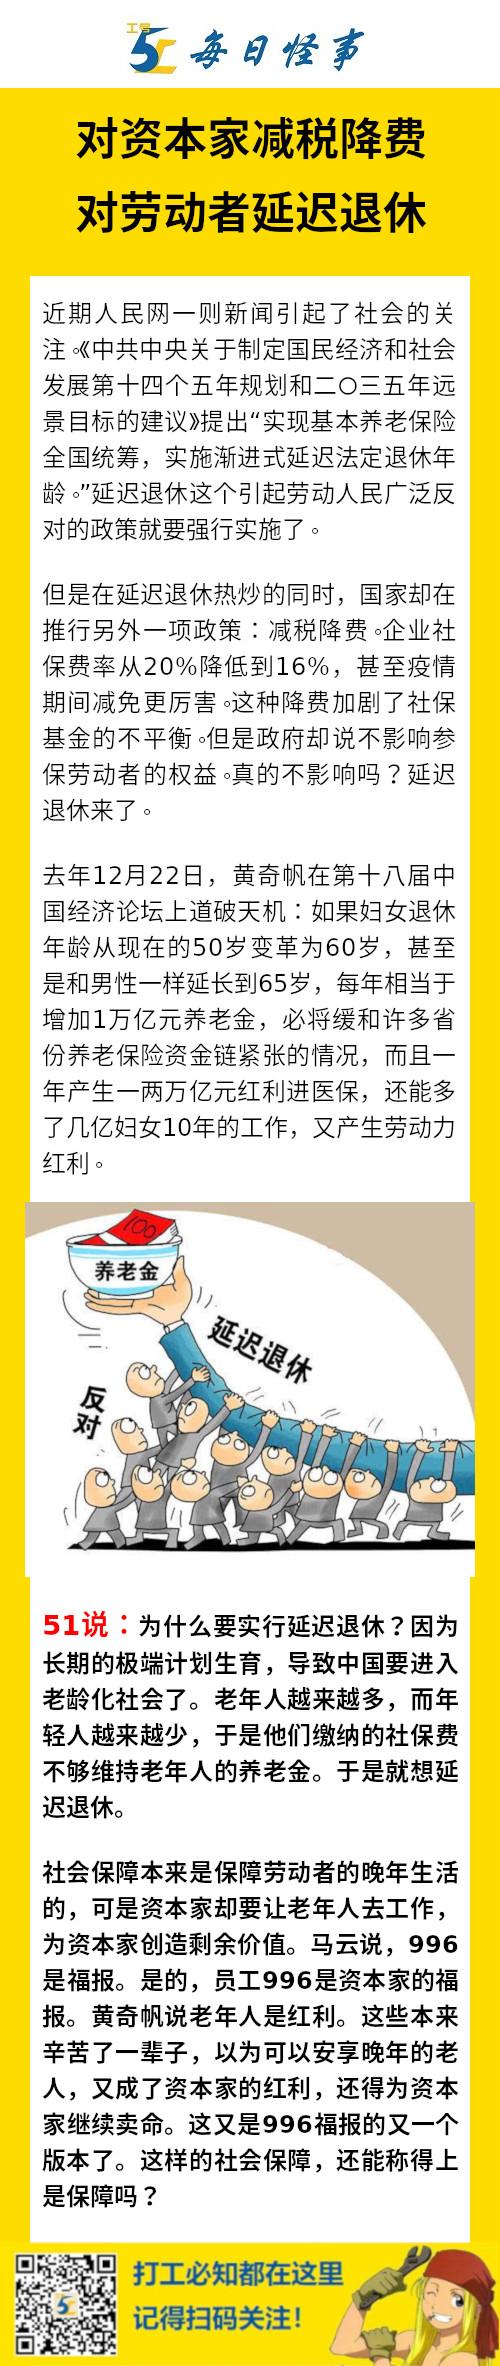 工号
51
每日怪事
对资本家减税降费
对劳动者延迟退休
近期人民网一则新闻引起了社会的关
注。《中共中央关于制定国民经济和社会
发展第十四个五年规划和二〇三五年远
景目标的建议》提出“实现基本养老保险
全国统筹，实施渐进式延迟法定退休年
龄。”延迟退休这个引起劳动人民广泛反
对的政策就要强行实施了。
但是在延迟退休热炒的同时，国家却在
推行另外一项政策：减税降费。企业社
保费率从20%降低到16%，甚至疫情
期间减免更厉害。这种降费加剧了社保
基金的不平衡。但是政府却说不影响参
保劳动者的权益。真的不影响吗？延迟
退休来了。
去年12月22日，黄奇帆在第十八届中
国经济论坛上道破天机：如果妇女退休
年龄从现在的50岁变革为60岁，甚至
是和男性一样延长到65岁，每年相当于
增加1万亿元养老金，必将缓和许多省
份养老保险资金链紧张的情况，而且一
年产生一两万亿元红利进医保，还能多
了几亿妇女10年的工作，又产生劳动力
红利。
100
养老金
延迟退休
反对
51说：为什么要实行延迟退休？因为
长期的极端计划生育，导致中国要进入
老龄化社会了。老年人越来越多，而年
轻人越来越少，于是他们缴纳的社保费
不够维持老年人的养老金。于是就想延
迟退休。
社会保障本来是保障劳动者的晚年生活
的，可是资本家却要让老年人去工作，
为资本家创造剩余价值。马云说，996
是福报。是的，员工996是资本家的福
报。黄奇帆说老年人是红利。这些本来
辛苦了一辈子，以为可以安享晚年的老
人，又成了资本家的红利，还得为资本
家继续卖命。这又是996福报的又一个
版本了。这样的社会保障，还能称得上
是保障吗？
打工必知都在这里
记得扫码关注！